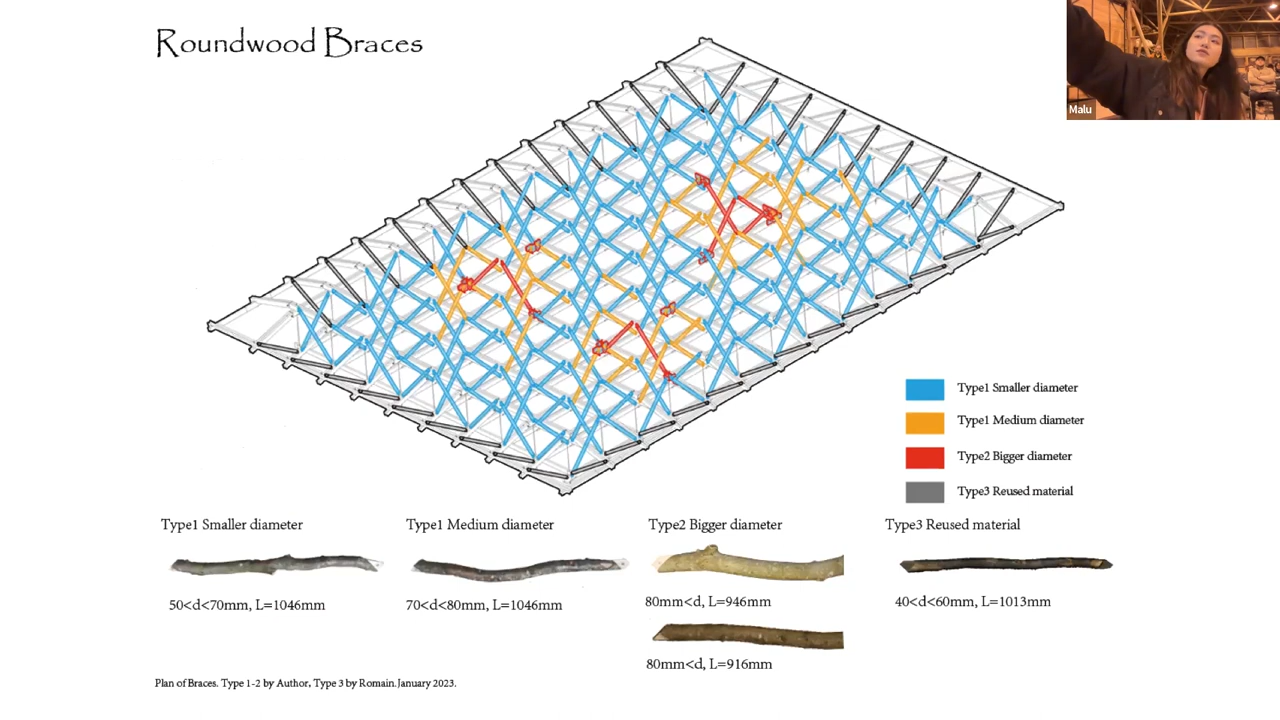 Roundwood Braces
Malu
Type1 Smaller diameter
Type1 Medium diameter
Type2 Bigger diameter
Type3 Reused material
Type1 Smaller diameter
Type1 Medium diameter
Type2 Bigger diameter
Type3 Reused material
50<d<70mm, L=1046mm
70<d<80mm, L=1046mm
80mm<d, L=946mm
40<d<60mm, L=1013mm
80mm<d, L=916mm
Plan of Braces. Type 1-2 by Author, Type 3 by Romain. January 2023.